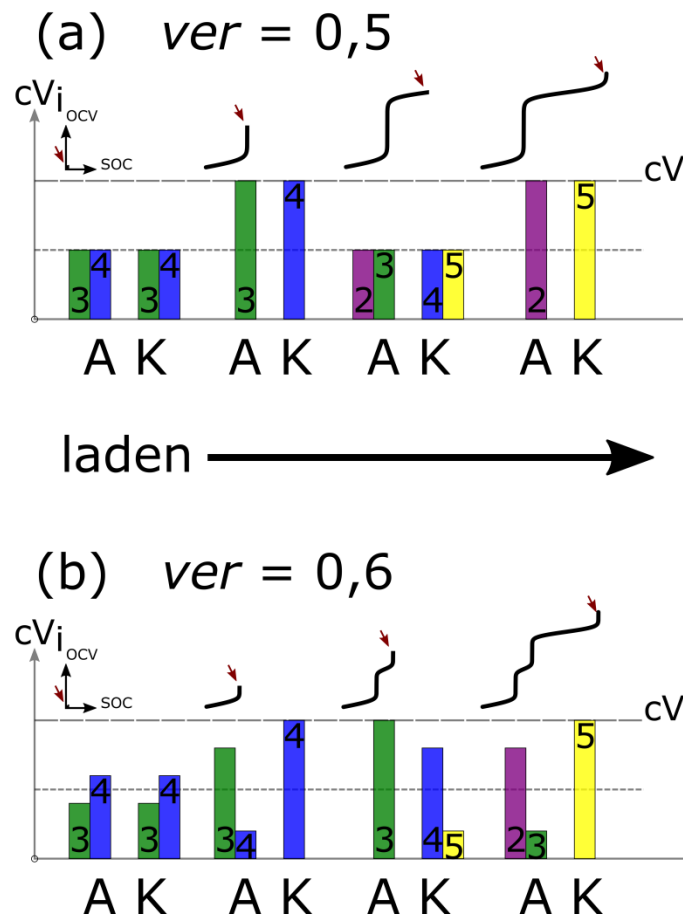 (a) ver = 0,5
cVi
OCV
SOC
cV
3 4 3 4 3 4 2 3 4 5 2 5
A K A K A K A K
laden
(b) ver = 0,6
cVi
OCV
SOC
cV
3 4 3 4 3 4 4 3 4 5 2 3 5
A K A K A K A K